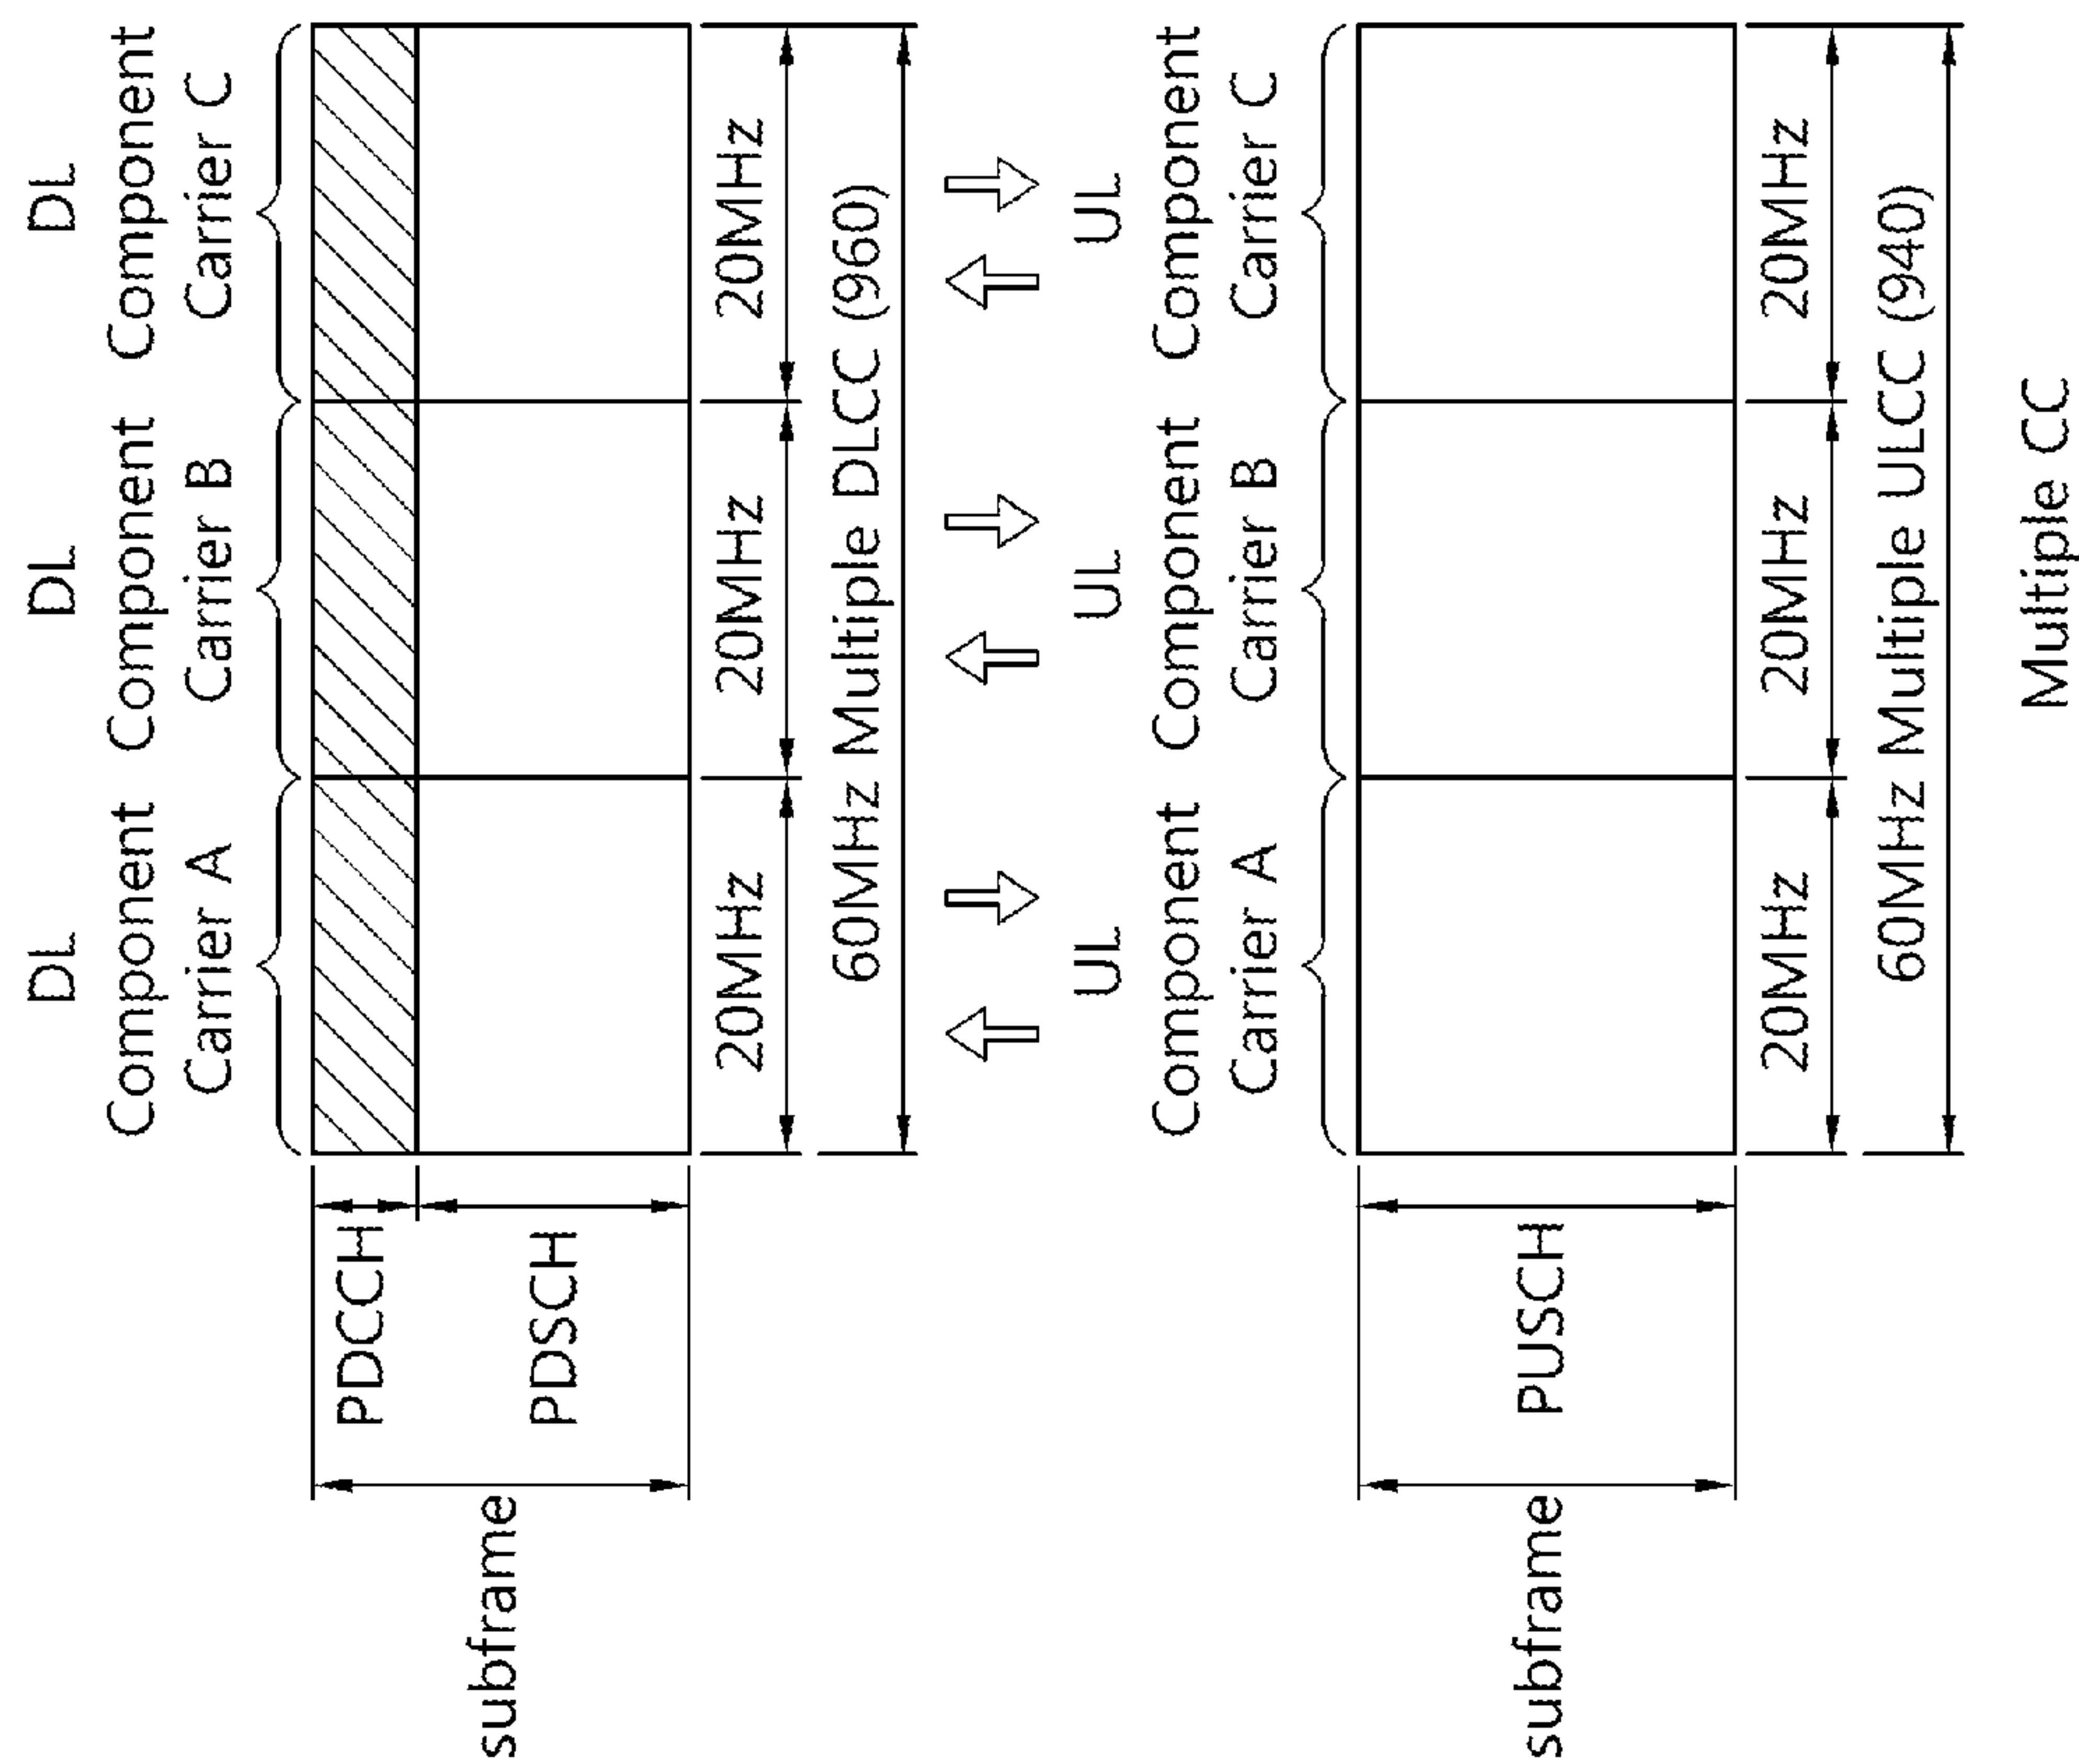 DL
Component
Carrier A
DL
Component
Carrier B
DL
Component
Carrier C
subframe
PDCCH
PDSCH
20MHz
20MHz
20MHz
60MHz Multiple DLCC (960)
UL
Component
Carrier A
UL
Component
Carrier B
UL
Component
Carrier C
subframe
PUSCH
20MHz
20MHz
20MHz
60MHz Multiple ULCC (940)
Multiple CC